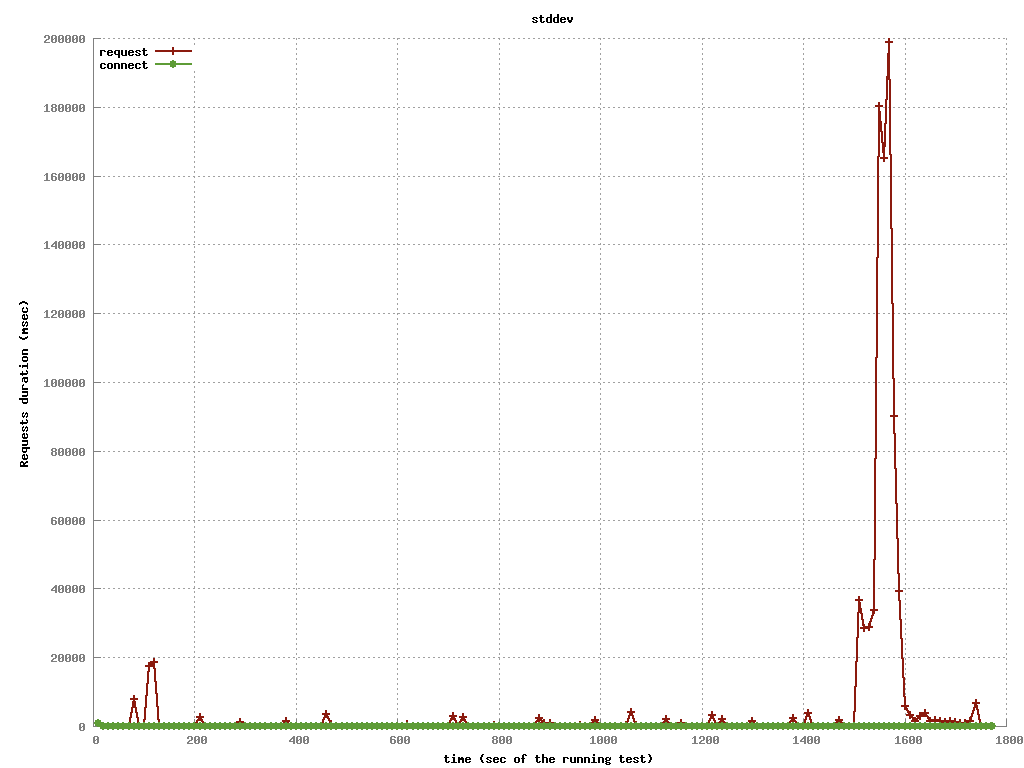 stddev
request
connect
200000
180000
160000
140000
120000
100000
80000
60000
40000
20000
0
Requests duration (msec)
0 200 400 600 800 1000 1200 1400 1600 1800
time (sec of the running test)